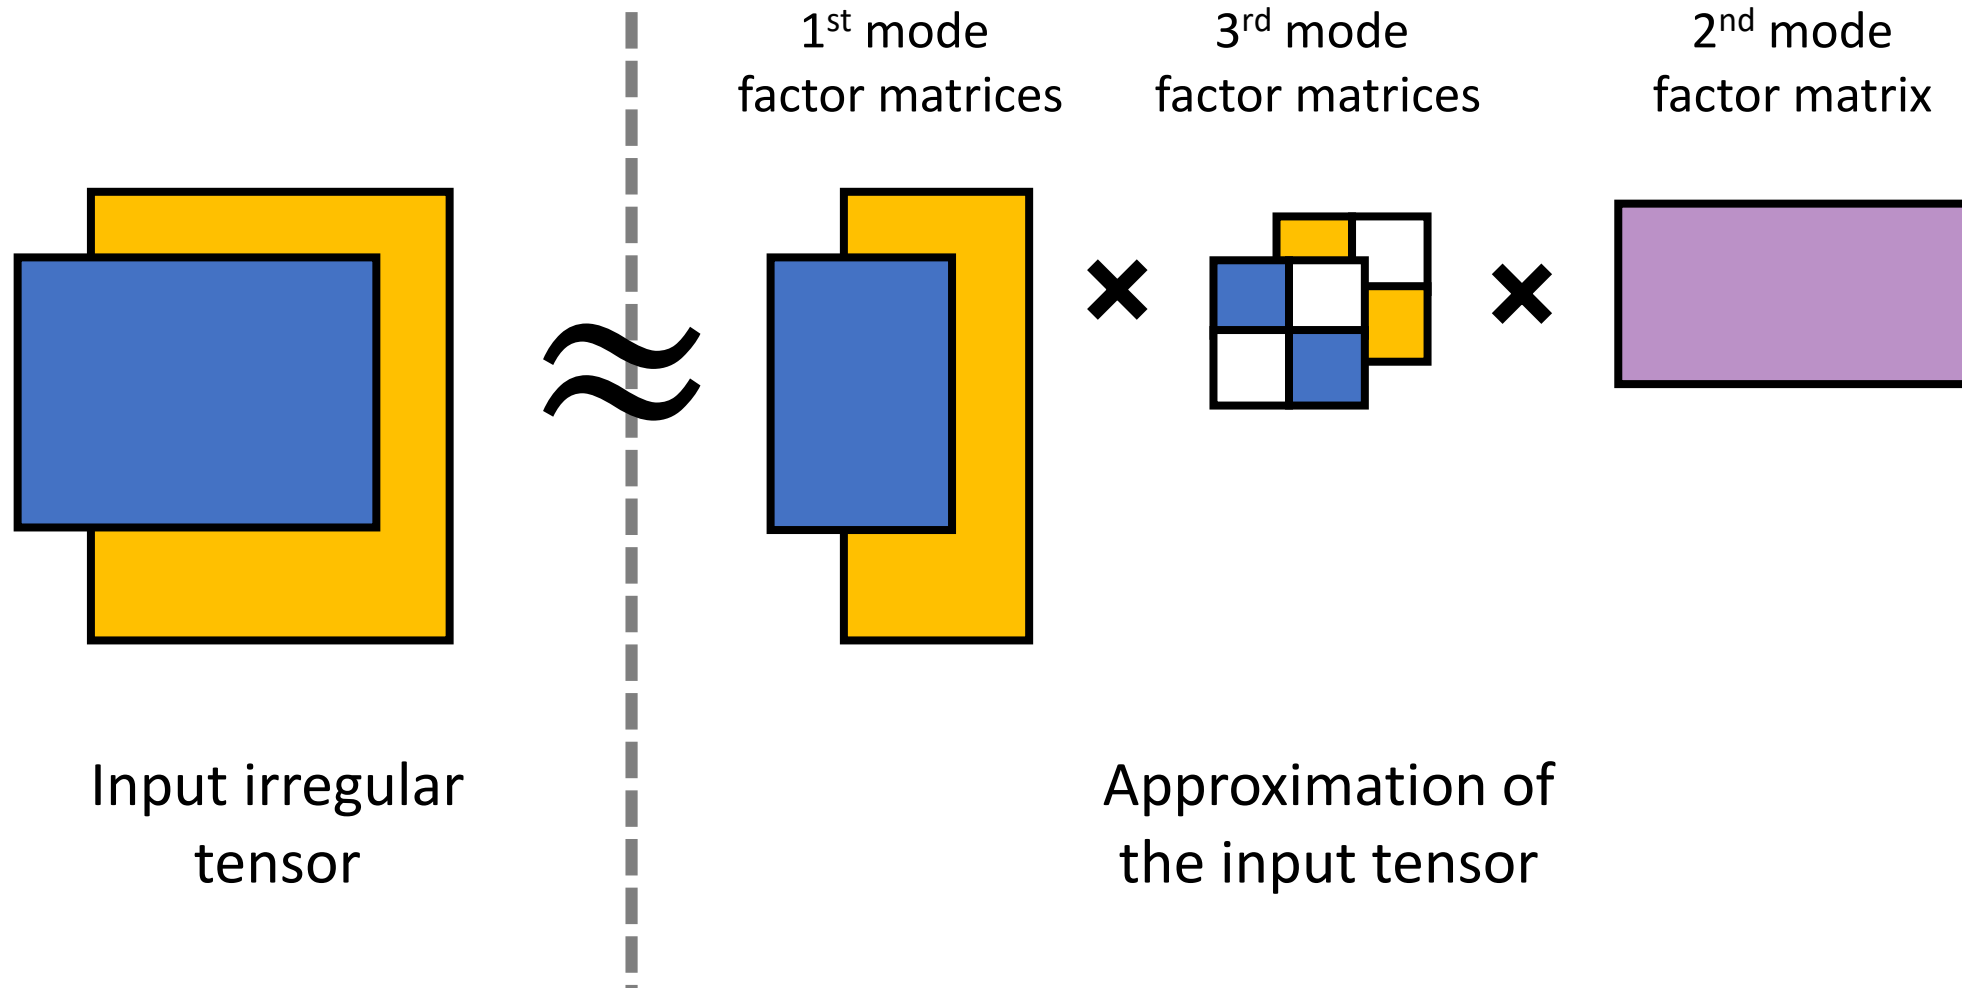 1st mode
factor matrices
3rd mode
factor matrices
2nd mode
factor matrix
≈
×
×
Input irregular
tensor
Approximation of
the input tensor